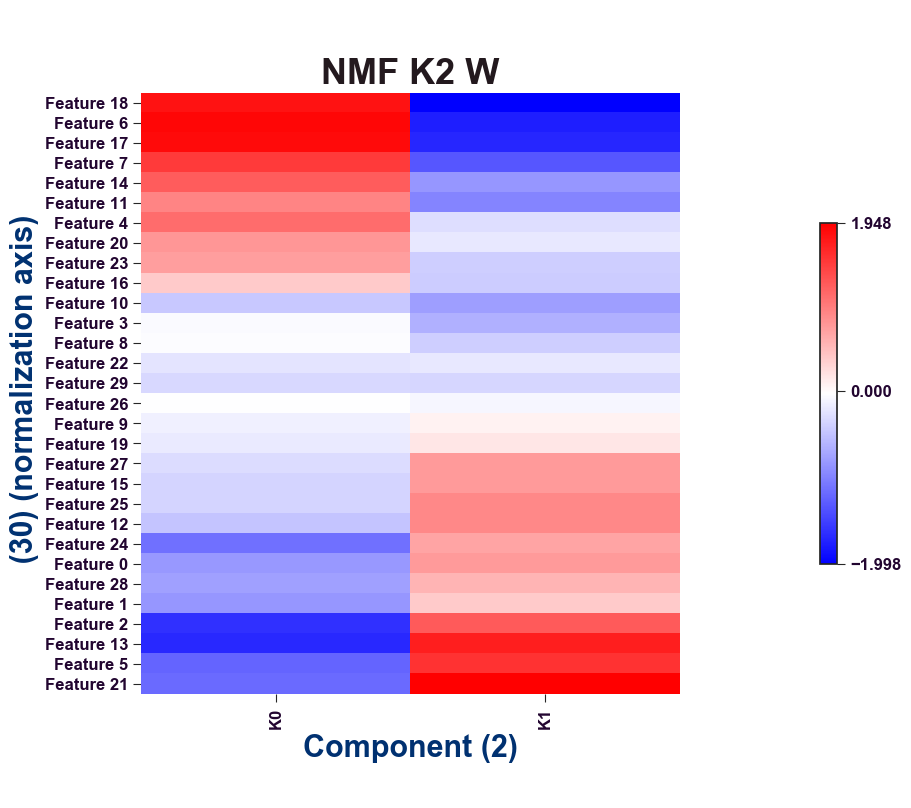 NMF K2 W
(30) (normalization axis)
Feature 18
Feature 6
Feature 17
Feature 7
Feature 14
Feature 11
Feature 4
Feature 20
Feature 23
Feature 16
Feature 10
Feature 3
Feature 8
Feature 22
Feature 29
Feature 26
Feature 9
Feature 19
Feature 27
Feature 15
Feature 25
Feature 12
Feature 24
Feature 0
Feature 28
Feature 1
Feature 2
Feature 13
Feature 5
Feature 21
K0
K1
Component (2)
1.948
0.000
−1.998